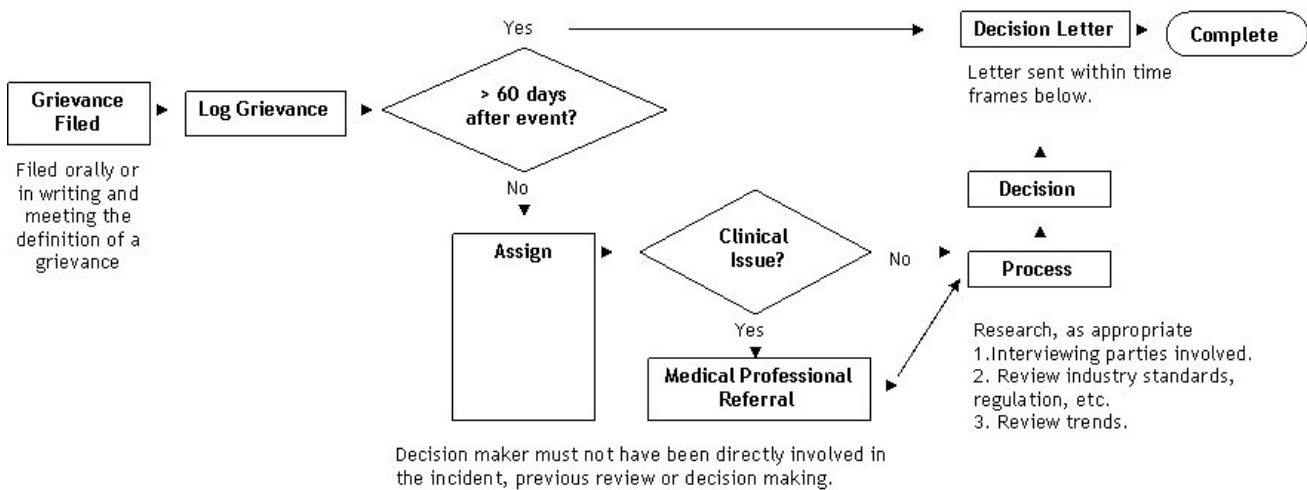 Yes
Decision Letter
Complete
Letter sent within time
frames below.
Grievance
Filed
Log Grievance
> 60 days
after event?
Filed orally or
in writing and
meeting the
definition of a
grievance
No
Decision
Assign
Clinical
Issue?
No
Process
Yes
Medical Professional
Referral
Research, as appropriate
1.Interviewing parties involved.
2. Review industry standards,
regulation, etc.
3. Review trends.
Decision maker must not have been directly involved in
the incident, previous review or decision making.